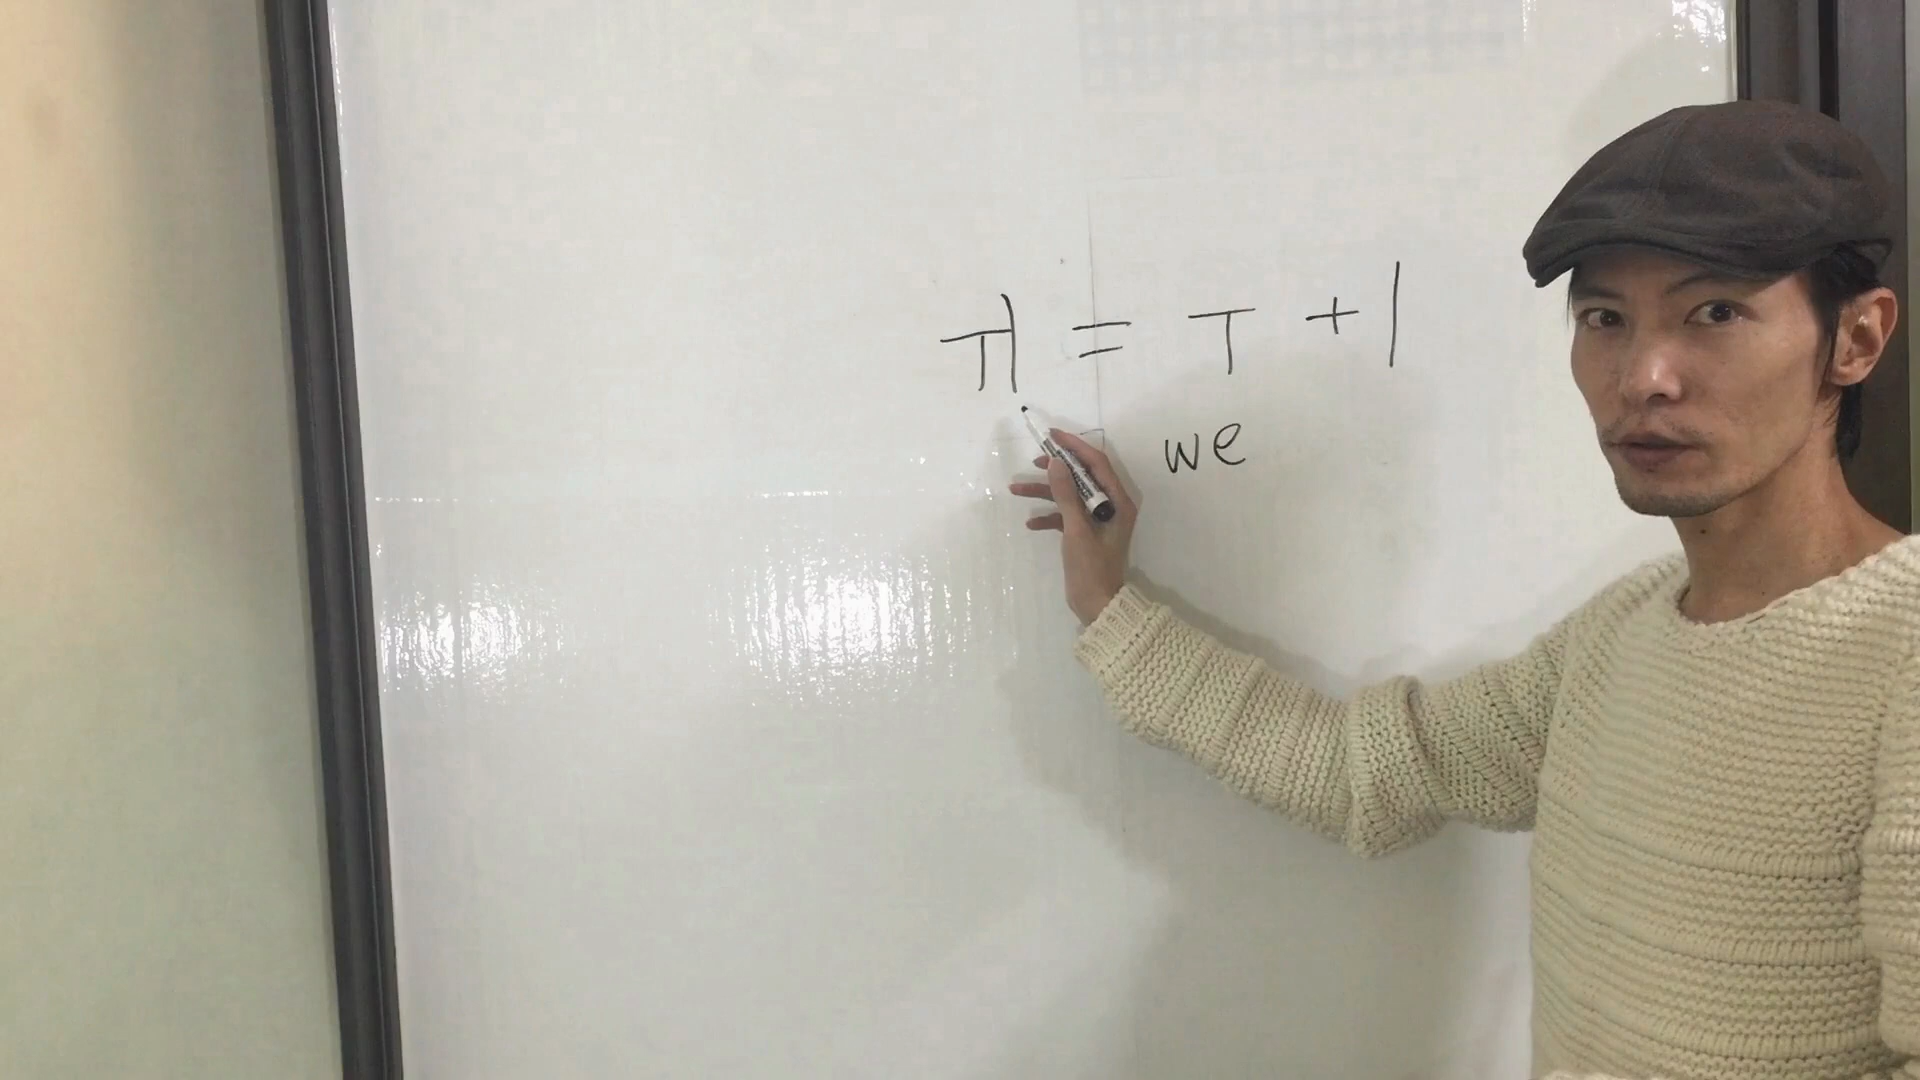 ㅟ = ㅜ + ㅣ
we